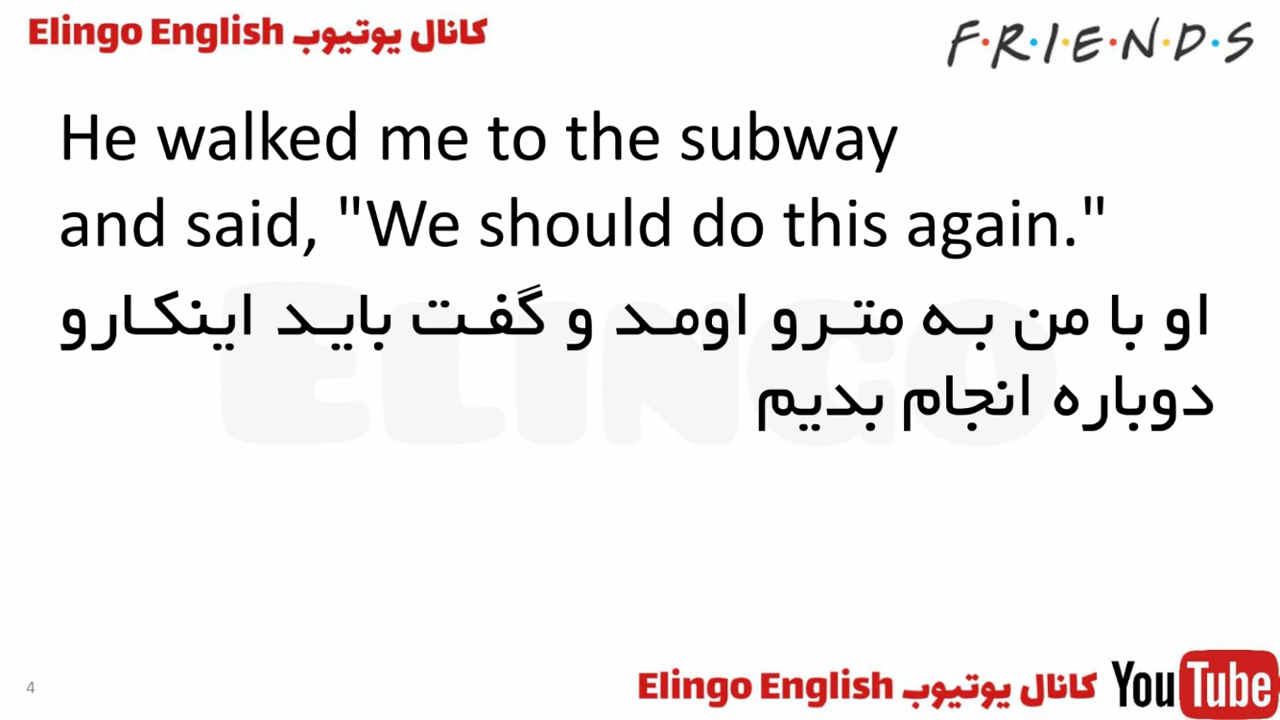 Elingo English کانال یوتیوب
F·R·I·E·N·D·S
He walked me to the subway
and said, "We should do this again."
او با من به مترو اومد و گفت باید اینکارو
دوباره انجام بدیم
ELINGO
4
Elingo English کانال یوتیوب
YouTube